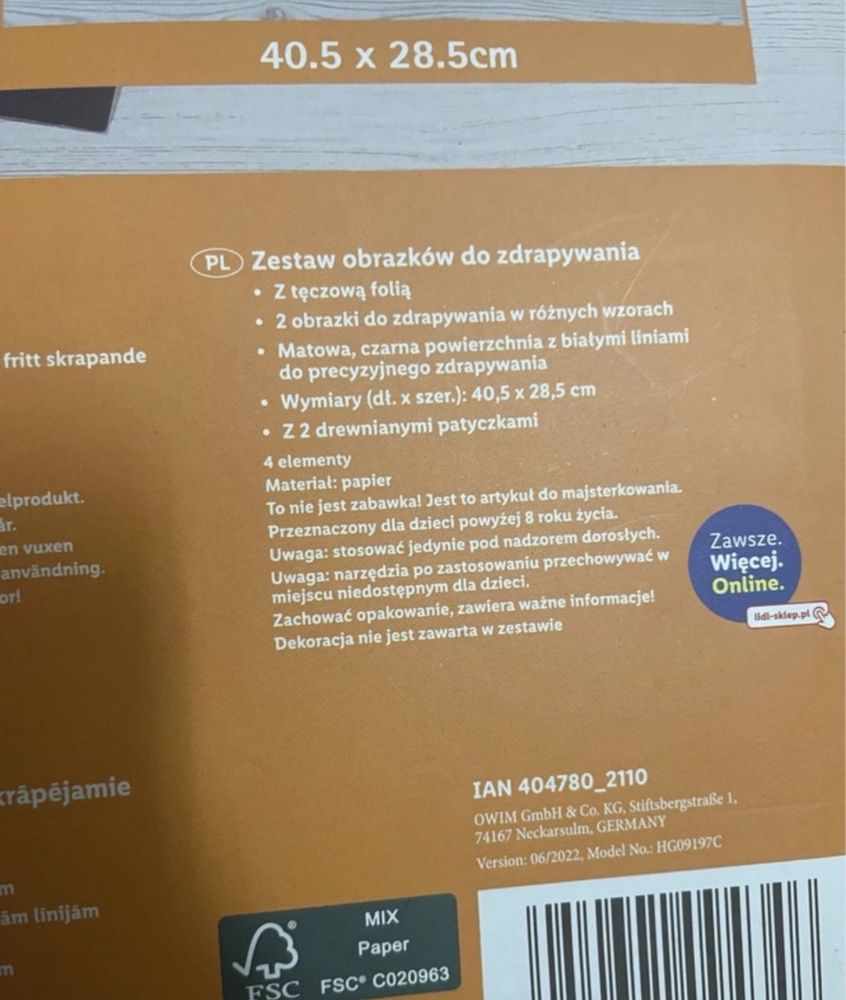 40.5 x 28.5cm
PL Zestaw obrazków do zdrapywania
• Z tęczową folią
• 2 obrazki do zdrapywania w różnych wzorach
• Matowa, czarna powierzchnia z białymi liniami
do precyzyjnego zdrapywania
• Wymiary (dł. x szer.): 40,5 x 28,5 cm
• Z 2 drewnianymi patyczkami
4 elementy
Materiał: papier
To nie jest zabawka! Jest to artykuł do majsterkowania.
Przeznaczony dla dzieci powyżej 8 roku życia.
Uwaga: stosować jedynie pod nadzorem dorosłych.
Uwaga: narzędzia po zastosowaniu przechowywać w
miejscu niedostępnym dla dzieci.
Zachować opakowanie, zawiera ważne informacje!
Dekoracja nie jest zawarta w zestawie
fritt skrapande
elprodukt.
år.
en vuxen
användning.
or!
Zawsze.
Więcej.
Online.
lidl-sklep.pl
krāpējamie
m
ām līnijām
m
IAN 404780_2110
OWIM GmbH & Co. KG, Stiftsbergstraße 1,
74167 Neckarsulm, GERMANY
Version: 06/2022, Model No.: HG09197C
FSC
MIX
Paper
FSC® C020963